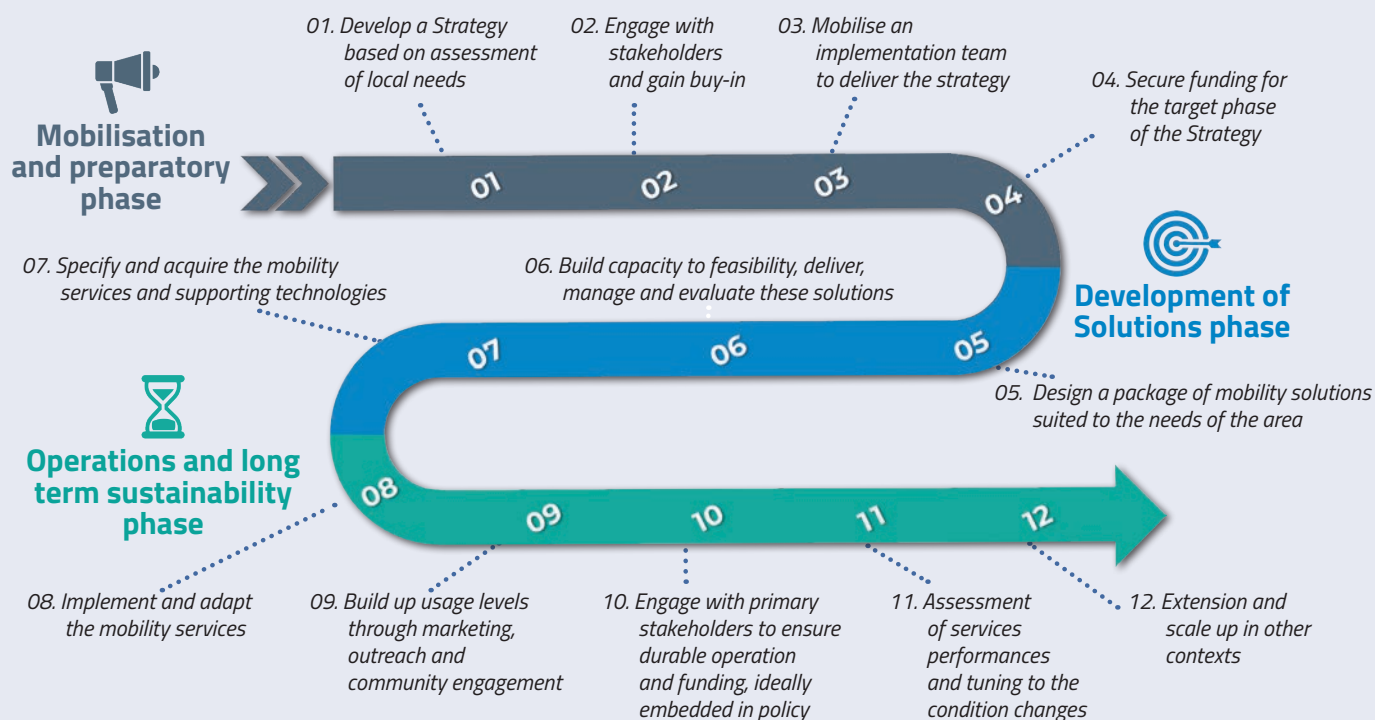 01. Develop a Strategy
based on assessment
of local needs
02. Engage with
stakeholders
and gain buy-in
03. Mobilise an
implementation team
to deliver the strategy
04. Secure funding for
the target phase
of the Strategy
Mobilisation
and preparatory
phase
01
02
03
04
07. Specify and acquire the mobility
services and supporting technologies
06. Build capacity to feasibility, deliver,
manage and evaluate these solutions
Development of
Solutions phase
07
06
05
05. Design a package of mobility solutions
suited to the needs of the area
Operations and long
term sustainability
phase
08
09
10
11
12
08. Implement and adapt
the mobility services
09. Build up usage levels
through marketing,
outreach and
community engagement
10. Engage with primary
stakeholders to ensure
durable operation
and funding, ideally
embedded in policy
11. Assessment
of services
performances
and tuning to the
condition changes
12. Extension and
scale up in other
contexts